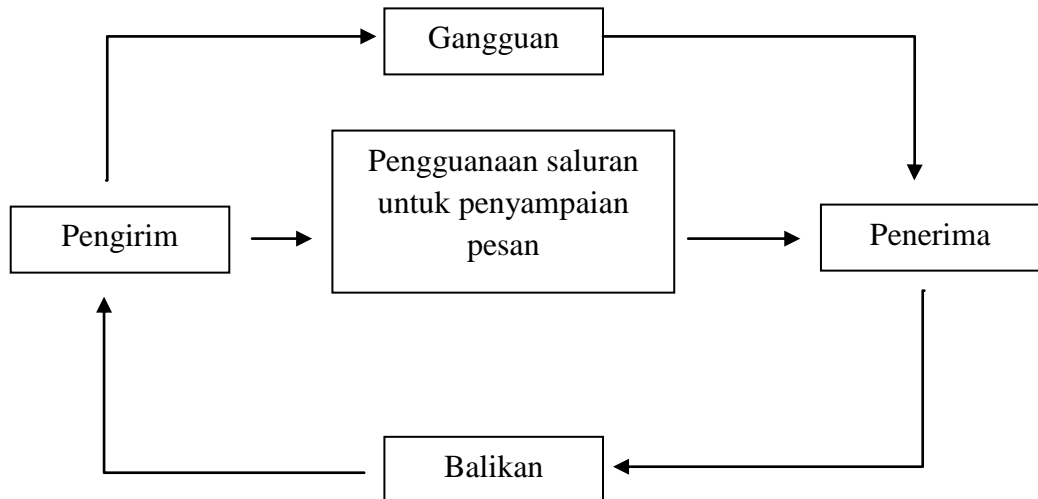 Gangguan
Pengguanaan saluran
untuk penyampaian
pesan
Pengirim
Penerima
Balikan